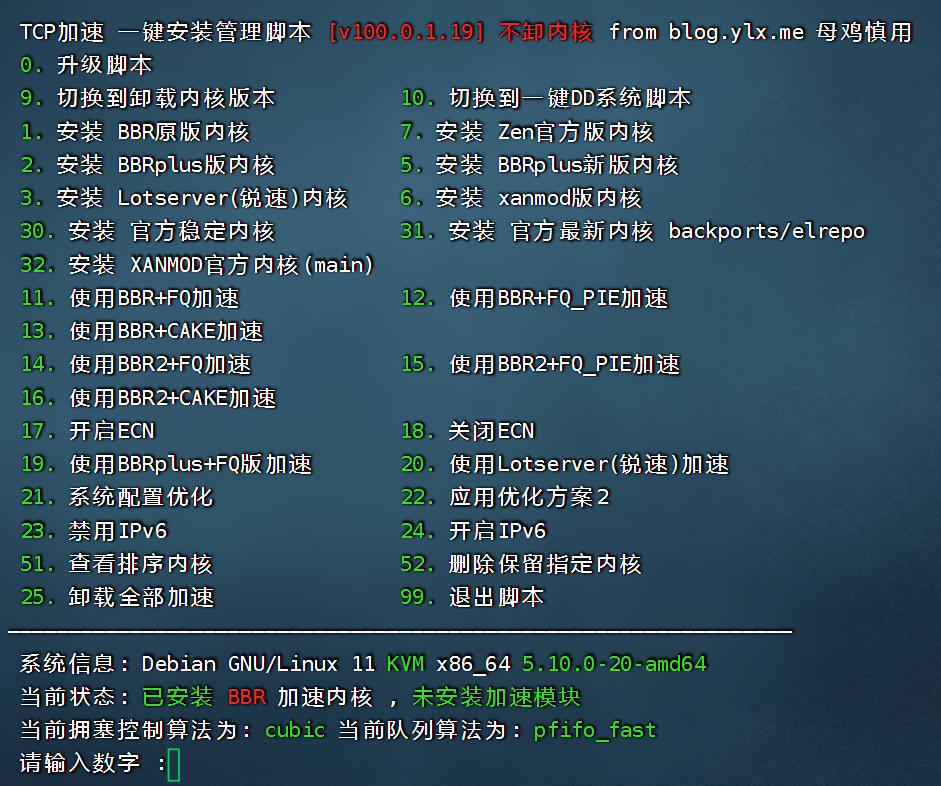 TCP加速 一键安装管理脚本 [v100.0.1.19] 不卸内核 from blog.ylx.me 母鸡慎用
0. 升级脚本
9. 切换到卸载内核版本 10. 切换到一键DD系统脚本
1. 安装 BBR原版内核 7. 安装 Zen官方版内核
2. 安装 BBRplus版内核 5. 安装 BBRplus新版内核
3. 安装 Lotserver(锐速)内核 6. 安装 xanmod版内核
30. 安装 官方稳定内核 31. 安装 官方最新内核 backports/elrepo
32. 安装 XANMOD官方内核(main)
11. 使用BBR+FQ加速 12. 使用BBR+FQ_PIE加速
13. 使用BBR+CAKE加速
14. 使用BBR2+FQ加速 15. 使用BBR2+FQ_PIE加速
16. 使用BBR2+CAKE加速
17. 开启ECN 18. 关闭ECN
19. 使用BBRplus+FQ版加速 20. 使用Lotserver(锐速)加速
21. 系统配置优化 22. 应用优化方案2
23. 禁用IPv6 24. 开启IPv6
51. 查看排序内核 52. 删除保留指定内核
25. 卸载全部加速 99. 退出脚本
系统信息: Debian GNU/Linux 11 KVM x86_64 5.10.0-20-amd64
当前状态: 已安装 BBR 加速内核 , 未安装加速模块
当前拥塞控制算法为: cubic 当前队列算法为: pfifo_fast
请输入数字 :